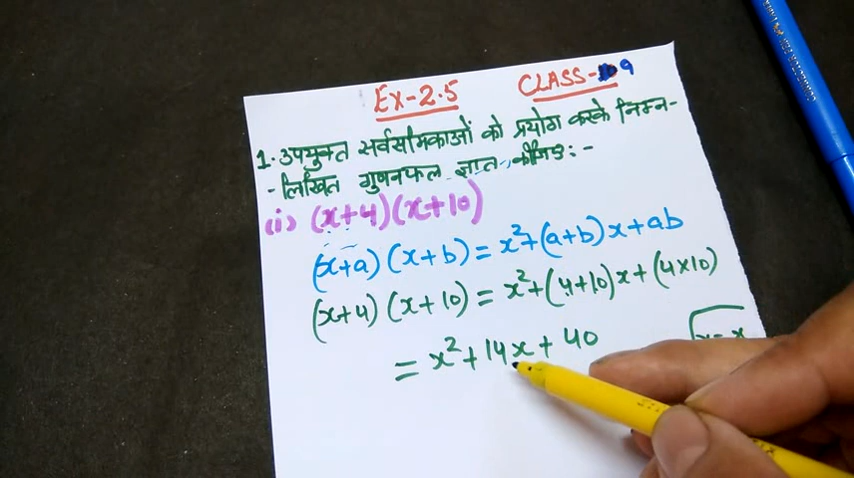 Ex-2.5 CLASS-9
1. उपयुक्त सर्वसमिकाओं को प्रयोग करके निम्न-
-लिखित गुणनफल ज्ञात कीजिए:-
(i) (x+4)(x+10)
(x+a)(x+b)=x²+(a+b)x+ab
(x+4)(x+10)=x²+(4+10)x+(4×10)
=x²+14x+40